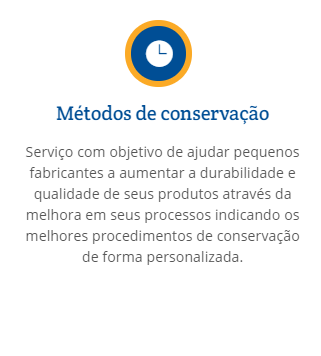 Métodos de conservação
Serviço com objetivo de ajudar pequenos
fabricantes a aumentar a durabilidade e
qualidade de seus produtos através da
melhora em seus processos indicando os
melhores procedimentos de conservação
de forma personalizada.